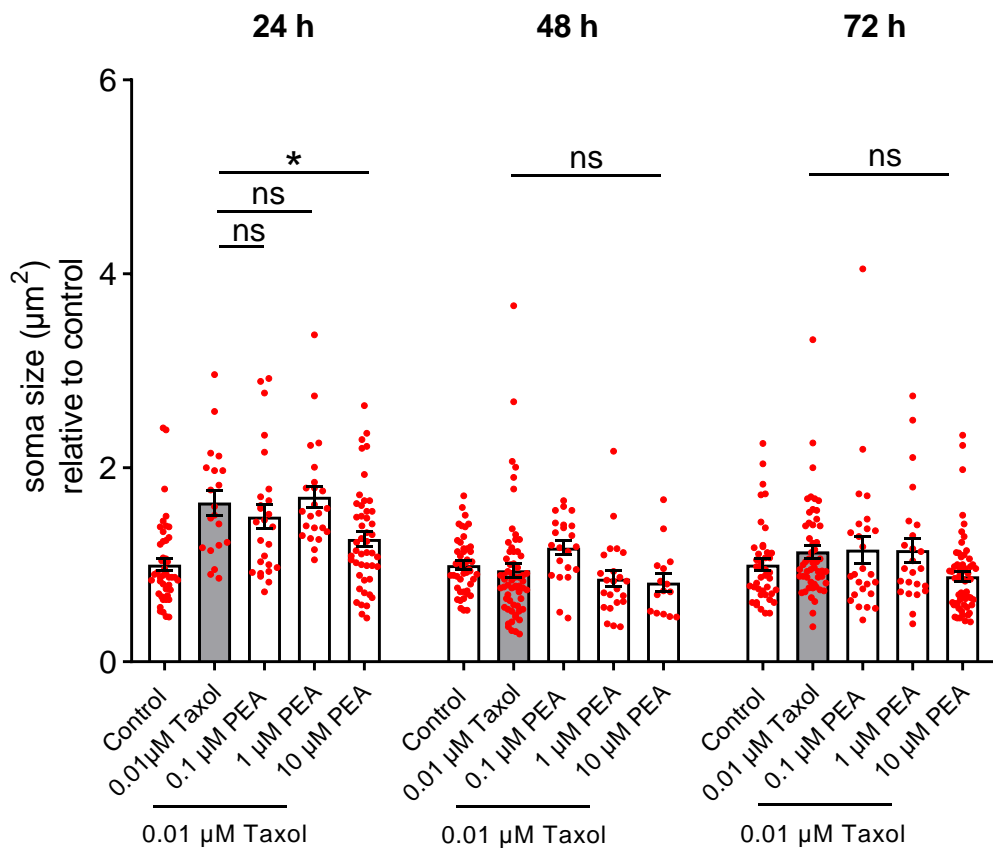 24 h
48 h
72 h
soma size (µm²)
relative to control
6
4
2
0
*
ns
ns
ns
ns
Control
0.01 µM Taxol
0.1 µM PEA
1 µM PEA
10 µM PEA
0.01 µM Taxol
Control
0.01 µM Taxol
0.1 µM PEA
1 µM PEA
10 µM PEA
0.01 µM Taxol
Control
0.01 µM Taxol
0.1 µM PEA
1 µM PEA
10 µM PEA
0.01 µM Taxol